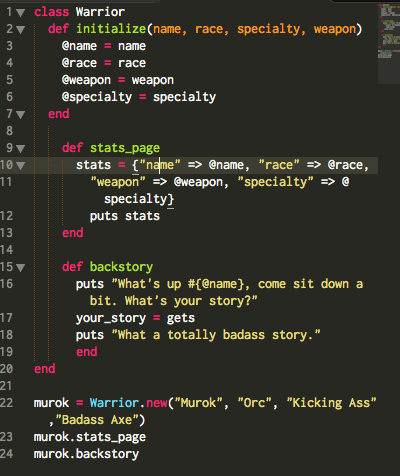 1 class Warrior
2 def initialize(name, race, specialty, weapon)
3 @name = name
4 @race = race
5 @weapon = weapon
6 @specialty = specialty
7 end
8
9 def stats_page
10 stats = {"name" => @name, "race" => @race,
11 "weapon" => @weapon, "specialty" => @
specialty}
12 puts stats
13 end
14
15 def backstory
16 puts "What's up #{@name}, come sit down a
bit. What's your story?"
17 your_story = gets
18 puts "What a totally badass story."
19 end
20 end
21
22 murok = Warrior.new("Murok", "Orc", "Kicking Ass"
,"Badass Axe")
23 murok.stats_page
24 murok.backstory